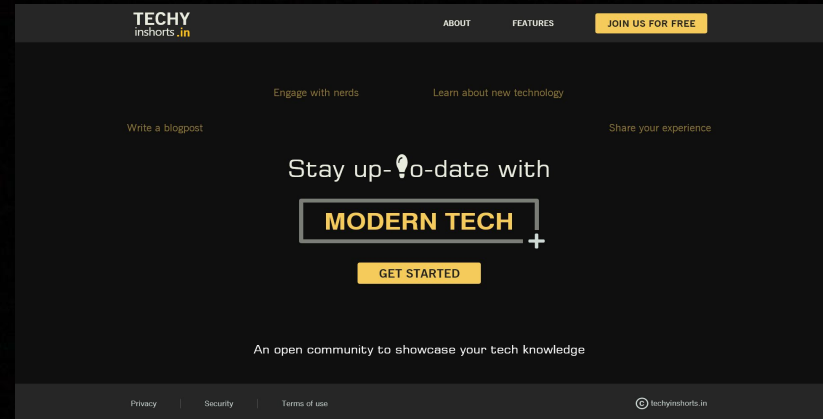 TECHY
inshorts.in
ABOUT FEATURES JOIN US FOR FREE
Engage with nerds Learn about new technology
Write a blogpost Share your experience
Stay up-o-date with
MODERN TECH
GET STARTED
An open community to showcase your tech knowledge
Privacy Security Terms of use © techyinshorts.in